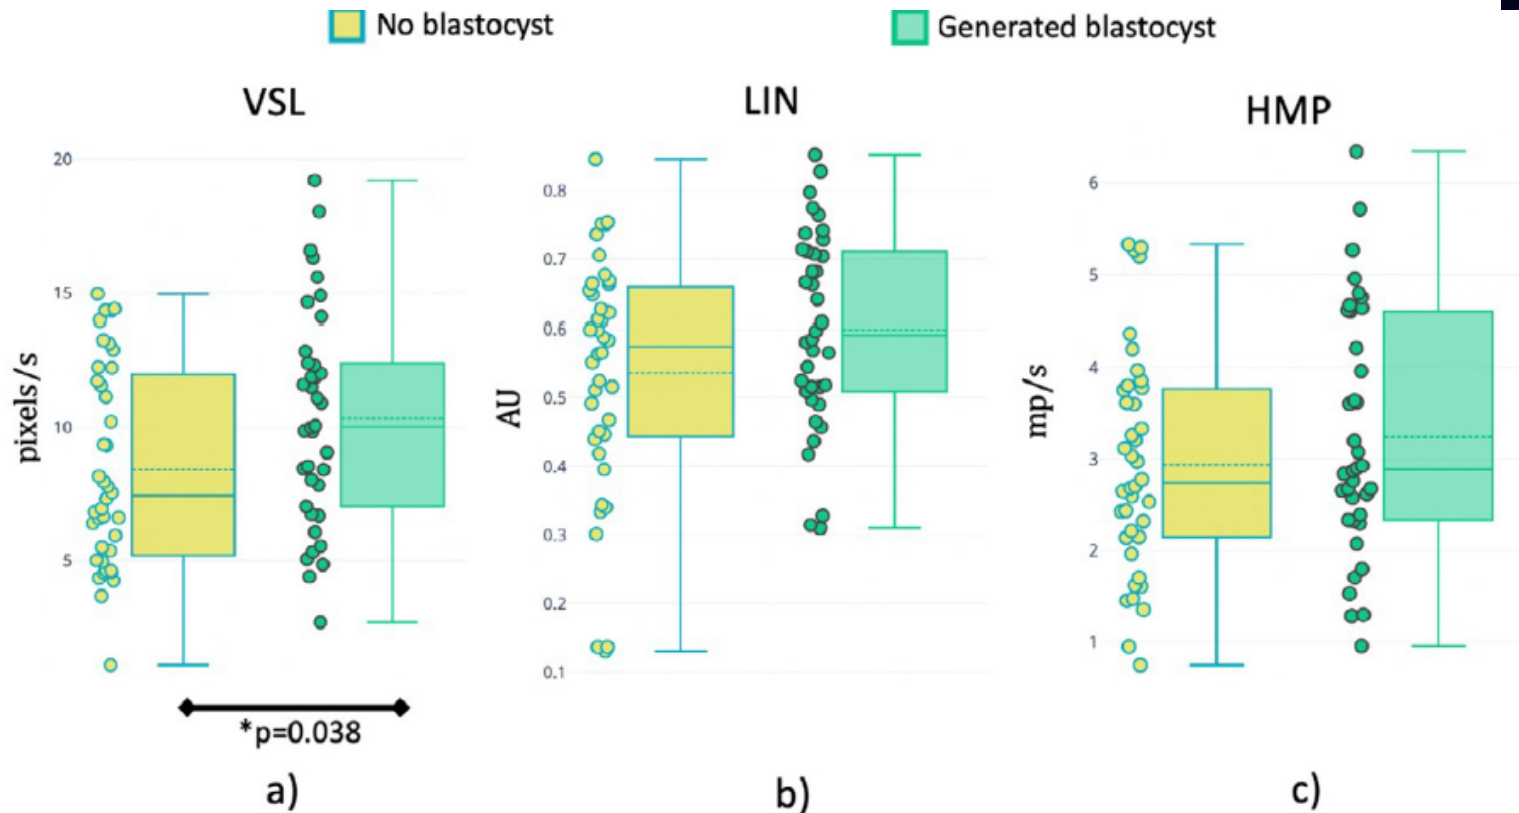 No blastocyst
Generated blastocyst
VSL
20
15
10
5
pixels/s
*p=0.038
a)
LIN
0.8
0.7
0.6
0.5
0.4
0.3
0.2
0.1
AU
b)
HMP
6
5
4
3
2
1
mp/s
c)